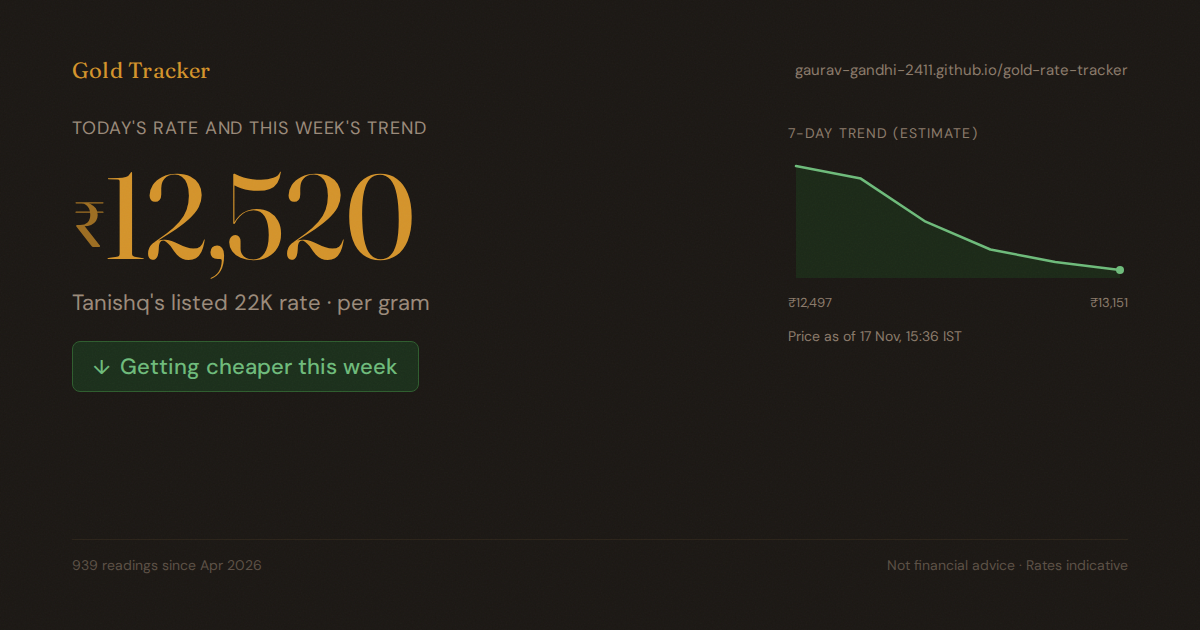 Gold Tracker
gaurav-gandhi-2411.github.io/gold-rate-tracker
TODAY'S RATE AND THIS WEEK'S TREND
₹12,520
Tanishq's listed 22K rate · per gram
↓ Getting cheaper this week
7-DAY TREND (ESTIMATE)
₹12,497 ₹13,151
Price as of 17 Nov, 15:36 IST
939 readings since Apr 2026
Not financial advice · Rates indicative